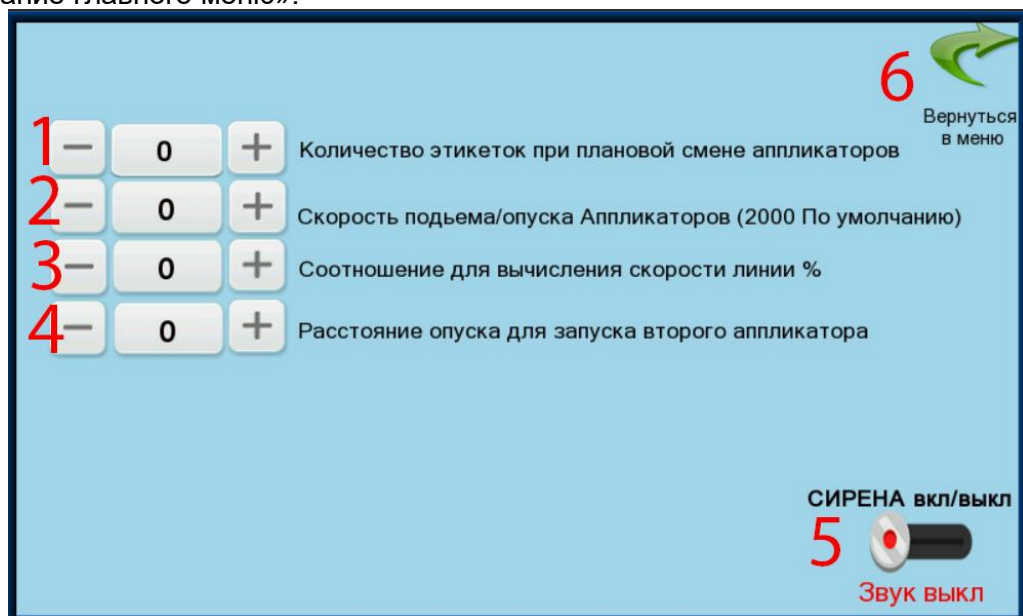 главного меню».
6
Вернуться
в меню
1 − 0 + Количество этикеток при плановой смене аппликаторов
2 − 0 + Скорость подьема/опуска Аппликаторов (2000 По умолчанию)
3 − 0 + Соотношение для вычисления скорости линии %
4 − 0 + Расстояние опуска для запуска второго аппликатора
СИРЕНА вкл/выкл
5
Звук выкл